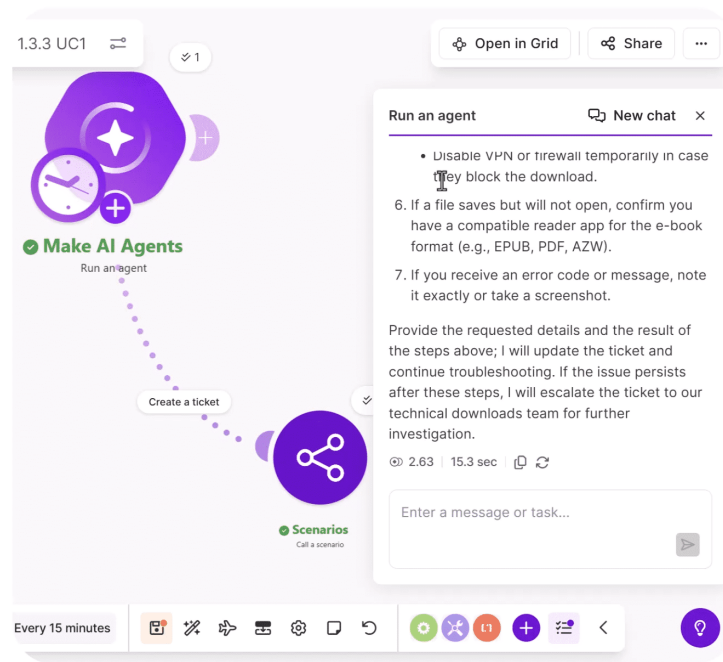 1.3.3 UC1
1
Open in Grid
Share
Run an agent
New chat
• Disable VPN or firewall temporarily in case
they block the download.
6. If a file saves but will not open, confirm you
have a compatible reader app for the e-book
format (e.g., EPUB, PDF, AZW).
7. If you receive an error code or message, note
it exactly or take a screenshot.
Provide the requested details and the result of
the steps above; I will update the ticket and
continue troubleshooting. If the issue persists
after these steps, I will escalate the ticket to our
technical downloads team for further
investigation.
2.63
15.3 sec
Enter a message or task...
Make AI Agents
Run an agent
Create a ticket
Scenarios
Call a scenario
Every 15 minutes